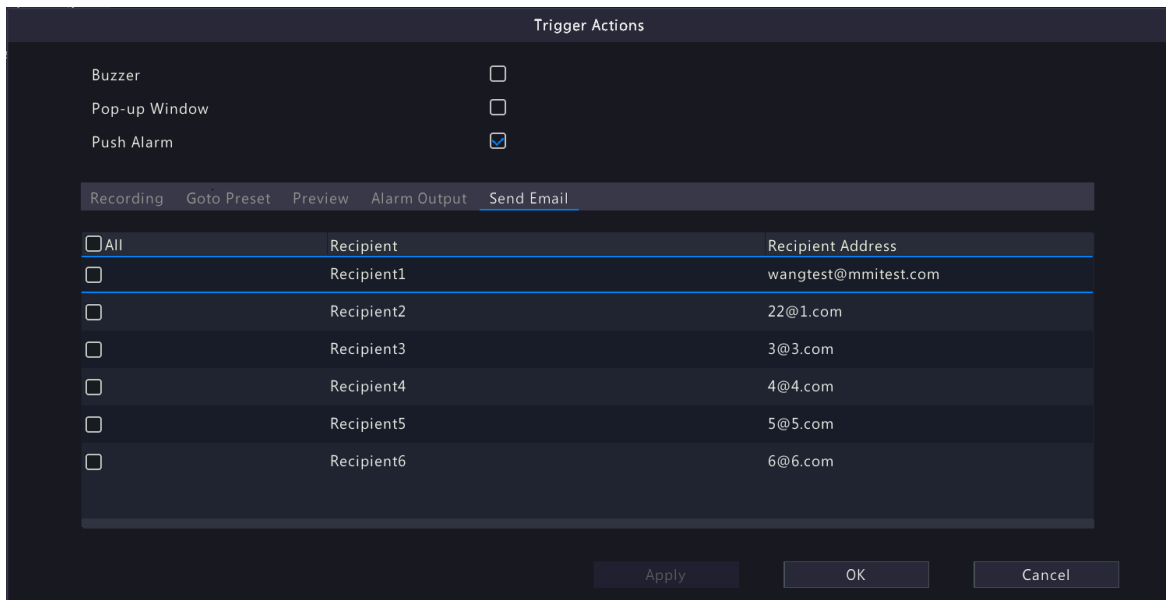 Trigger Actions
Buzzer
Pop-up Window
Push Alarm
Recording Goto Preset Preview Alarm Output Send Email
All Recipient Recipient Address
Recipient1 wangtest@mmitest.com
Recipient2 22@1.com
Recipient3 3@3.com
Recipient4 4@4.com
Recipient5 5@5.com
Recipient6 6@6.com
Apply OK Cancel